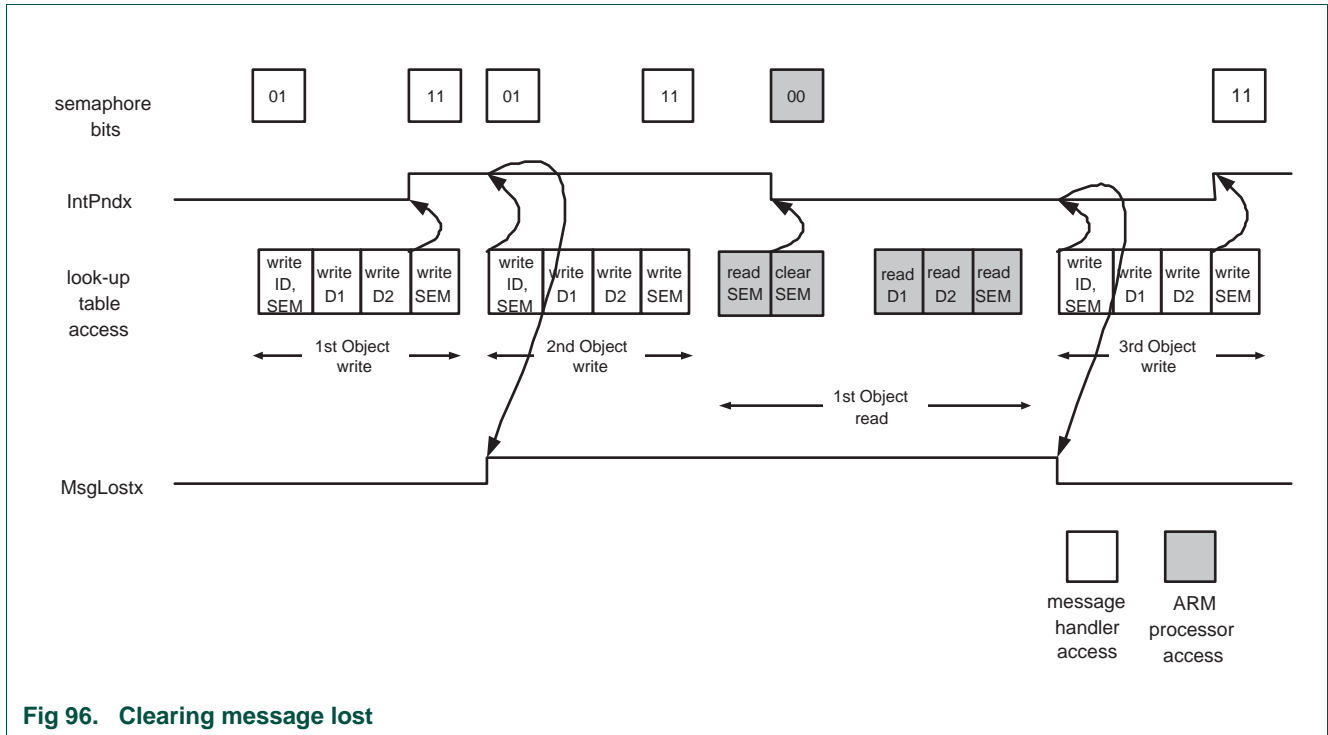 semaphore
bits
01
11
01
11
00
11
IntPndx
look-up
table
access
write
ID,
SEM
write
D1
write
D2
write
SEM
write
ID,
SEM
write
D1
write
D2
write
SEM
read
SEM
clear
SEM
read
D1
read
D2
read
SEM
write
ID,
SEM
write
D1
write
D2
write
SEM
1st Object
write
2nd Object
write
3rd Object
write
1st Object
read
MsgLostx
message
handler
access
ARM
processor
access
Fig 96. Clearing message lost